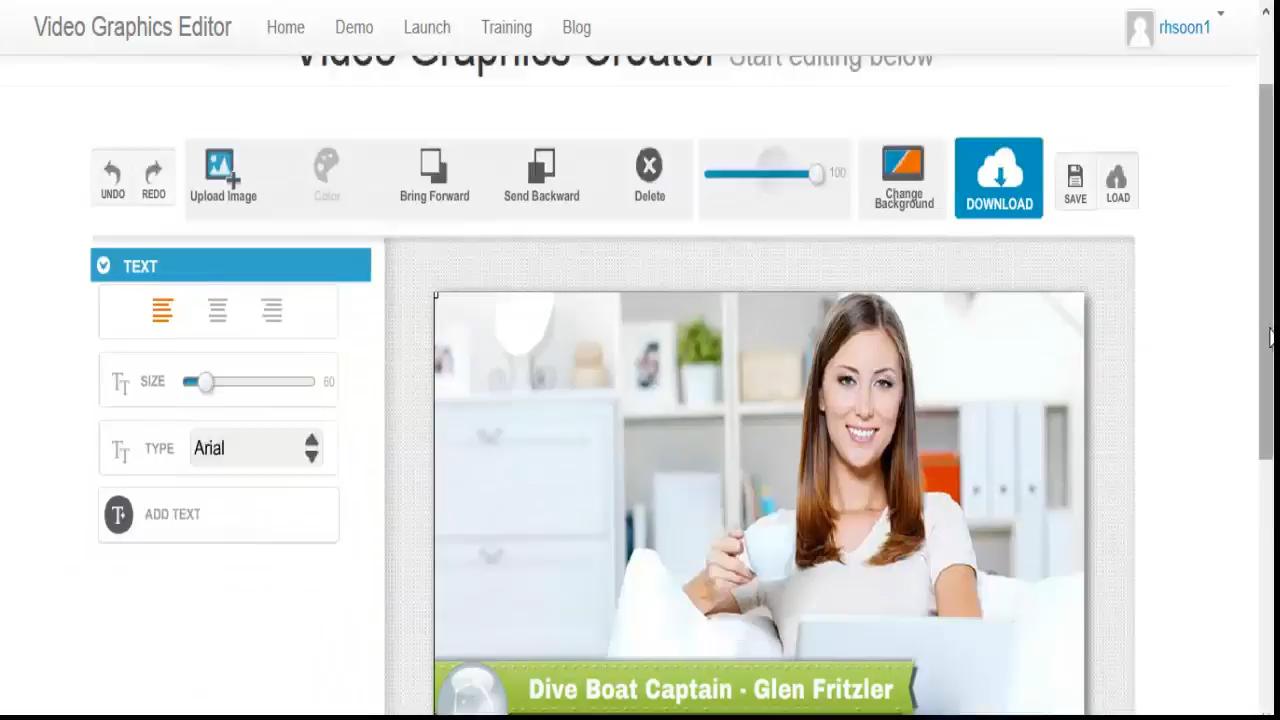 Video Graphics Editor Home Demo Launch Training Blog rhsoon1
Video Graphics Creator Start editing below
UNDO REDO Upload Image Color Bring Forward Send Backward Delete 100 Change Background DOWNLOAD SAVE LOAD
TEXT
SIZE 60
TYPE Arial
ADD TEXT
Dive Boat Captain - Glen Fritzler